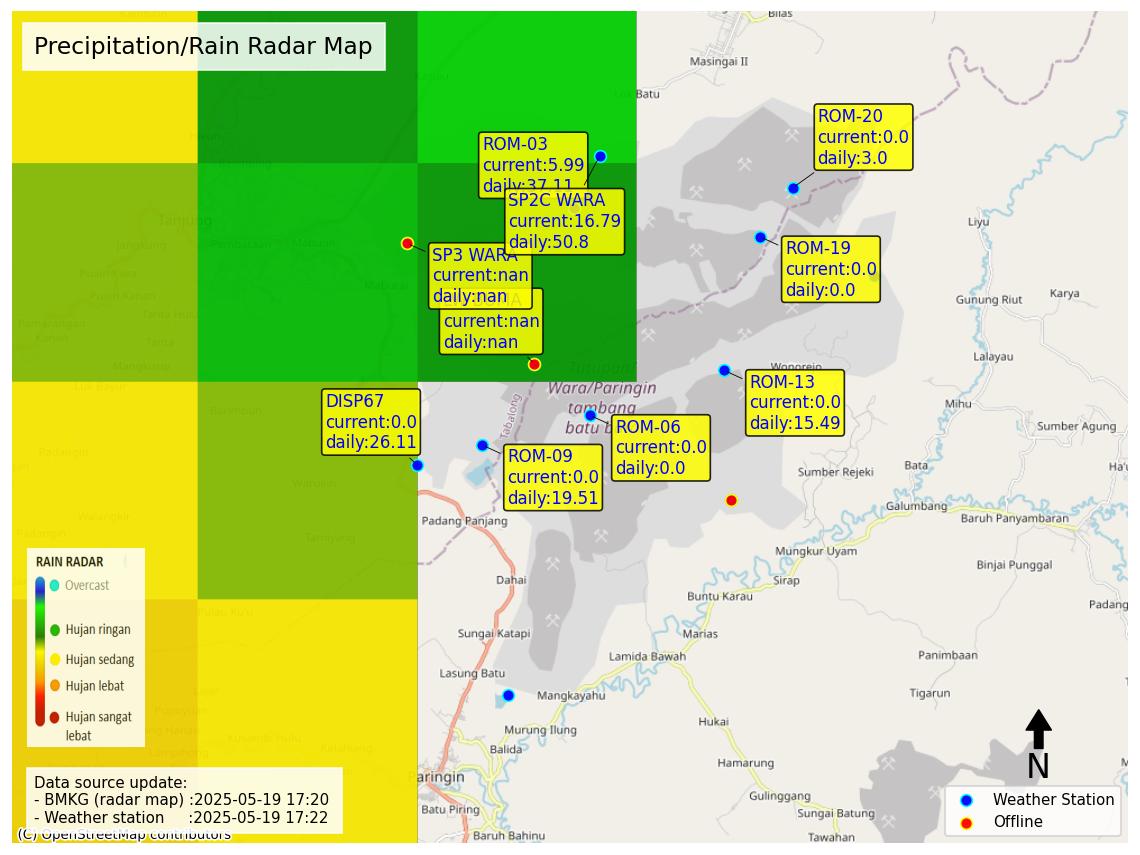 Precipitation/Rain Radar Map
Bilas
Masingai II
Batu
ROM-20
current:0.0
daily:3.0
ROM-03
current:5.99
daily:37.11
SP2C WARA
current:16.79
daily:50.8
Tanjung
Liyu
ROM-19
current:0.0
daily:0.0
SP3 WARA
current:nan
daily:nan
current:nan
daily:nan
Maburai
Gunung Riut
Karya
Lalayau
Wonorejo
Tutupan
Wara/Paringin
tambang
batu
Tabalong
ROM-13
current:0.0
daily:15.49
Mihu
Sumber Agung
DISP67
current:0.0
daily:26.11
ROM-06
current:0.0
daily:0.0
ROM-09
current:0.0
daily:19.51
Sumber Rejeki
Bata
Galumbang
Baruh Panyambaran
Padang Panjang
Mungkur Uyam
Binjai Punggal
Dahai
Sirap
Buntu Karau
Padang
RAIN RADAR
Overcast
Hujan ringan
Hujan sedang
Hujan lebat
Hujan sangat
lebat
Sungai Katapi
Marias
Lamida Bawah
Panimbaan
Lasung Batu
Mangkayahu
Tigarun
Murung Ilung
Hukai
Balida
Hamarung
N
Paringin
Gulinggang
Batu Piring
Sungai Batung
Baruh Bahinu
Tawahan
Data source update:
- BMKG (radar map) :2025-05-19 17:20
- Weather station :2025-05-19 17:22
(C) OpenStreetMap contributors
Weather Station
Offline